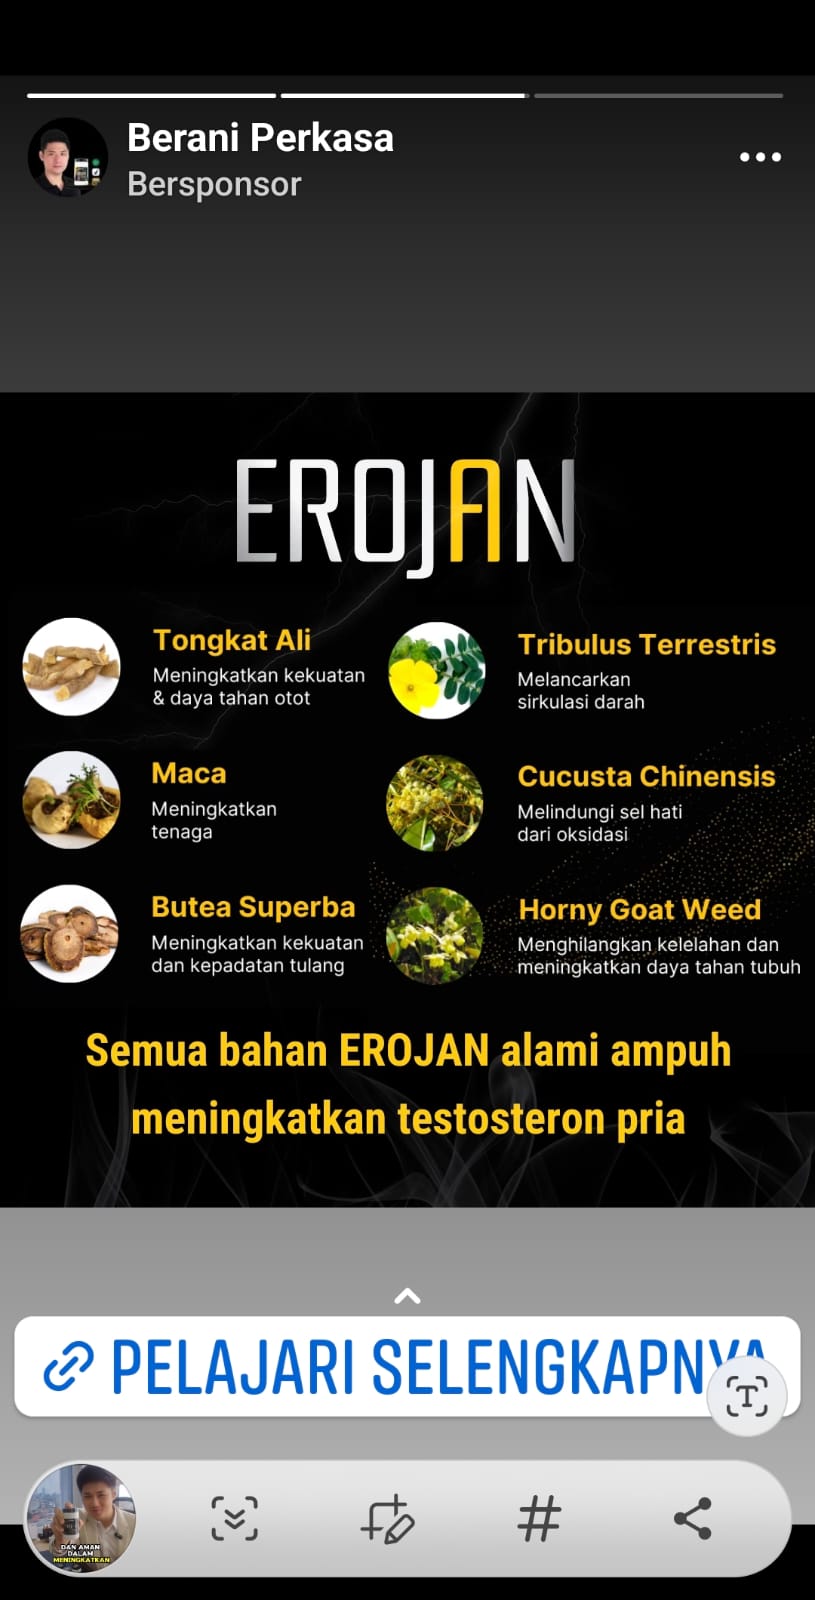 Berani Perkasa
Bersponsor
EROJAN
Tongkat Ali
Meningkatkan kekuatan
& daya tahan otot
Tribulus Terrestris
Melancarkan
sirkulasi darah
Maca
Meningkatkan
tenaga
Cucusta Chinensis
Melindungi sel hati
dari oksidasi
Butea Superba
Meningkatkan kekuatan
dan kepadatan tulang
Horny Goat Weed
Menghilangkan kelelahan dan
meningkatkan daya tahan tubuh
Semua bahan EROJAN alami ampuh
meningkatkan testosteron pria
PELAJARI SELENGKAPNYA
DAN AMAN
DALAM
MENINGKATKAN